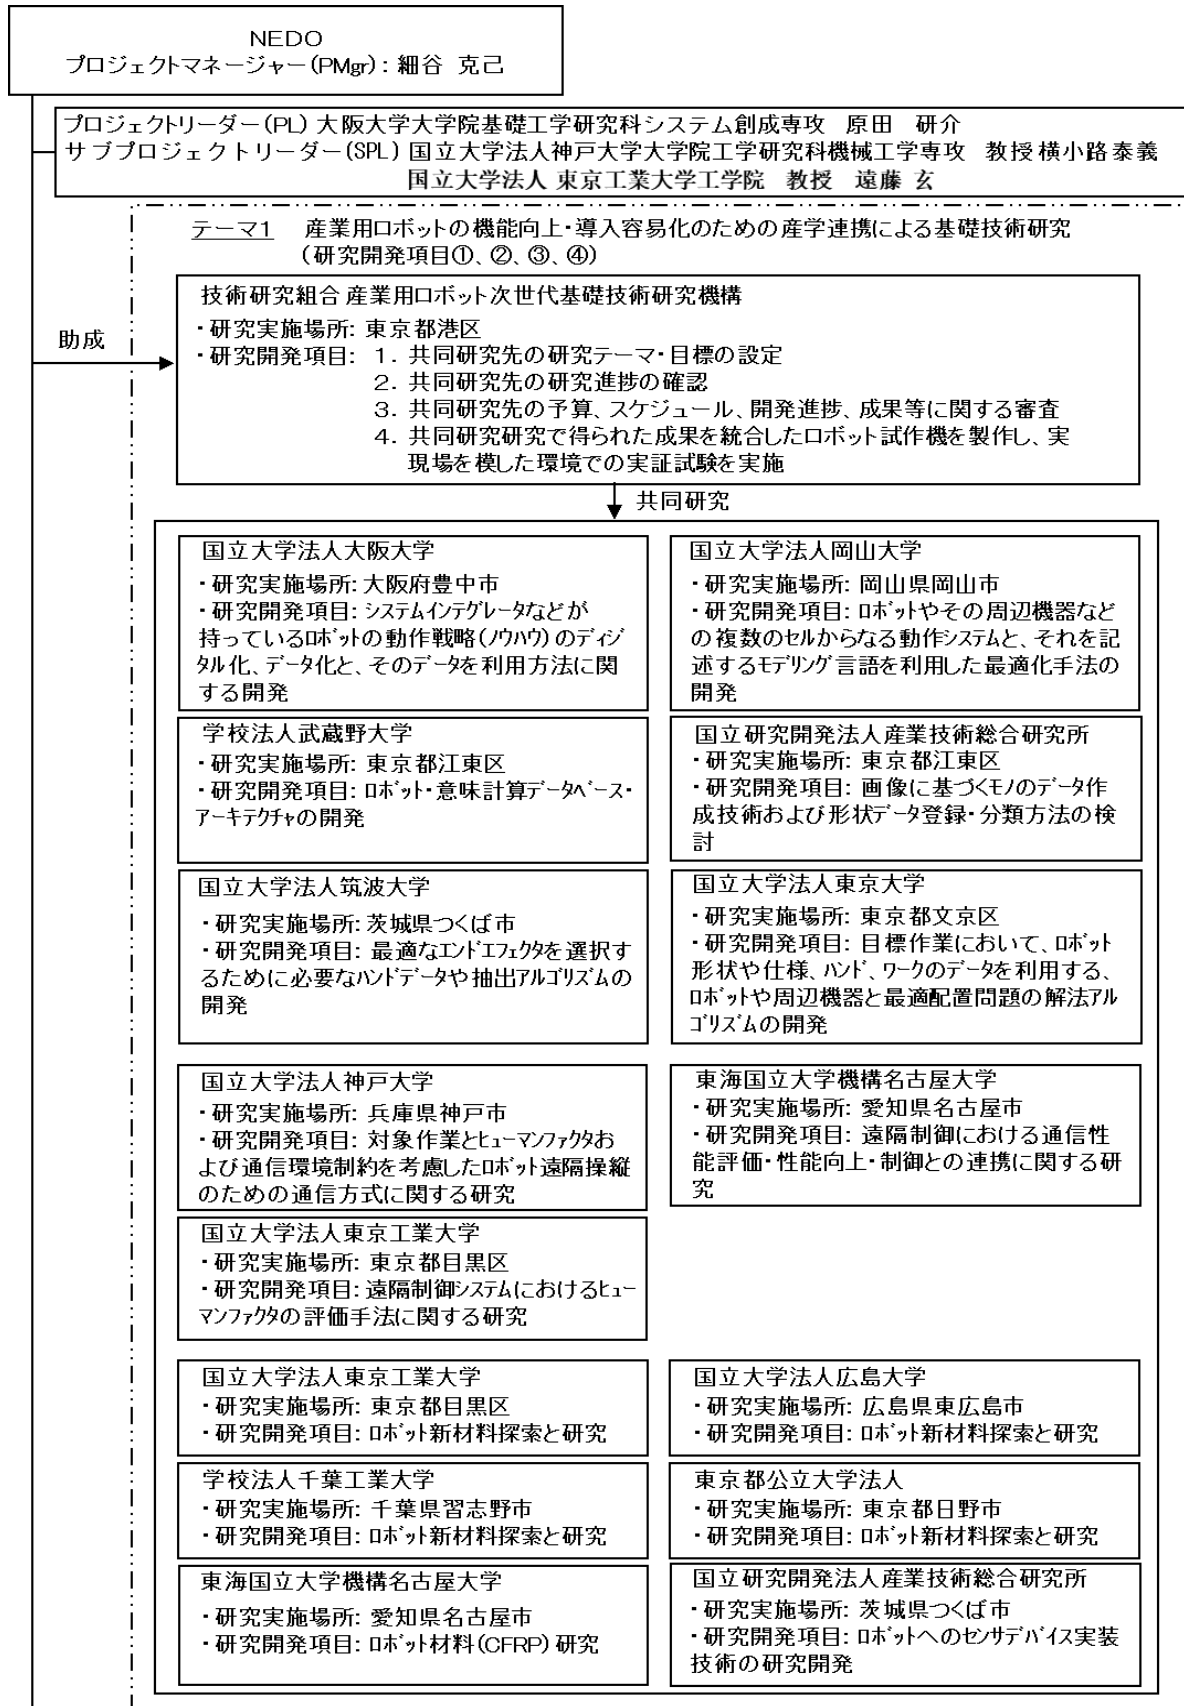 NEDO
プロジェクトマネージャー(PMgr)：細谷 克己
プロジェクトリーダー(PL) 大阪大学大学院基礎工学研究科システム創成専攻 原田 研介
サブプロジェクトリーダー(SPL) 国立大学法人神戸大学大学院工学研究科機械工学専攻 教授横小路泰義
国立大学法人 東京工業大学工学院 教授 遠藤 玄
テーマ1 産業用ロボットの機能向上・導入容易化のための産学連携による基礎技術研究
(研究開発項目①、②、③、④))
助成
技術研究組合 産業用ロボット次世代基礎技術研究機構
・研究実施場所: 東京都港区
・研究開発項目: 1. 共同研究先の研究テーマ・目標の設定
2. 共同研究先の研究進捗の確認
3. 共同研究先の予算、スケジュール、開発進捗、成果等に関する審査
4. 共同研究研究で得られた成果を統合したロボット試作機を製作し、実
現場を模した環境での実証試験を実施
共同研究
国立大学法人大阪大学
・研究実施場所: 大阪府豊中市
・研究開発項目: システムインテグレータなどが
持っているロボットの動作戦略(ノウハウ)のディジ
タル化、データ化と、そのデータを利用方法に関
する開発
国立大学法人岡山大学
・研究実施場所: 岡山県岡山市
・研究開発項目: ロボットやその周辺機器など
の複数のセルからなる動作システムと、それを記
述するモデリング言語を利用した最適化手法の
開発
学校法人武蔵野大学
・研究実施場所: 東京都江東区
・研究開発項目: ロボット・意味計算データベース・
アーキテクチャの開発
国立研究開発法人産業技術総合研究所
・研究実施場所: 東京都江東区
・研究開発項目: 画像に基づくモノのデータ作
成技術および形状データ登録・分類方法の検
討
国立大学法人筑波大学
・研究実施場所: 茨城県つくば市
・研究開発項目: 最適なエンドエフェクタを選択す
るために必要なハンドデータや抽出アルゴリズムの
開発
国立大学法人東京大学
・研究実施場所: 東京都文京区
・研究開発項目: 目標作業において、ロボット
形状や仕様、ハンド、ワークのデータを利用する、
ロボットや周辺機器と最適配置問題の解法アル
ゴリズムの開発
国立大学法人神戸大学
・研究実施場所: 兵庫県神戸市
・研究開発項目: 対象作業とヒューマンファクタお
よび通信環境制約を考慮したロボット遠隔操縦
のための通信方式に関する研究
東海国立大学機構名古屋大学
・研究実施場所: 愛知県名古屋市
・研究開発項目: 遠隔制御における通信性
能評価・性能向上・制御との連携に関する研
究
国立大学法人東京工業大学
・研究実施場所: 東京都目黒区
・研究開発項目: 遠隔制御システムにおけるヒュー
マンファクタの評価手法に関する研究
国立大学法人東京工業大学
・研究実施場所: 東京都目黒区
・研究開発項目: ロボット新材料探索と研究
国立大学法人広島大学
・研究実施場所: 広島県東広島市
・研究開発項目: ロボット新材料探索と研究
学校法人千葉工業大学
・研究実施場所: 千葉県習志野市
・研究開発項目: ロボット新材料探索と研究
東京都公立大学法人
・研究実施場所: 東京都日野市
・研究開発項目: ロボット新材料探索と研究
東海国立大学機構名古屋大学
・研究実施場所: 愛知県名古屋市
・研究開発項目: ロボット材料(CFRP)研究
国立研究開発法人産業技術総合研究所
・研究実施場所: 茨城県つくば市
・研究開発項目: ロボットへのセンサデバイス実装
技術の研究開発